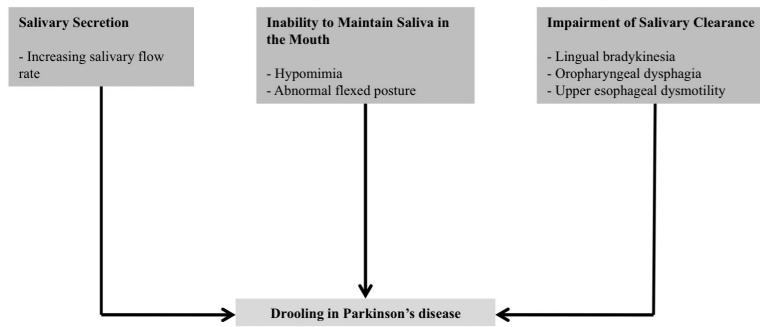 Salivary Secretion
- Increasing salivary flow
rate
Inability to Maintain Saliva in
the Mouth
- Hypomimia
- Abnormal flexed posture
Impairment of Salivary Clearance
- Lingual bradykinesia
- Oropharyngeal dysphagia
- Upper esophageal dysmotility
Drooling in Parkinson’s disease